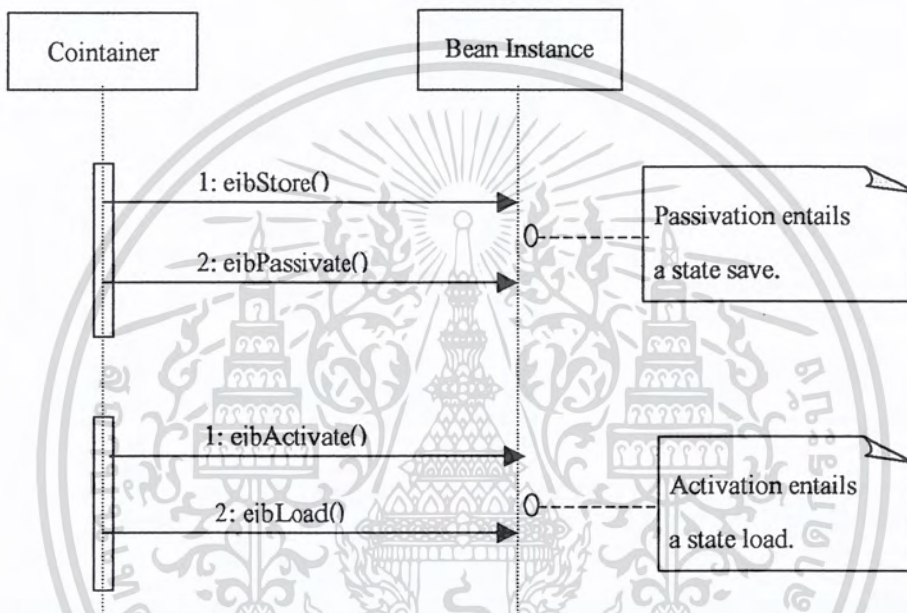 Cointainer
Bean Instance
1: eibStore()
Passivation entails
a state save.
2: eibPassivate()
1: eibActivate()
Activation entails
a state load.
2: eibLoad()